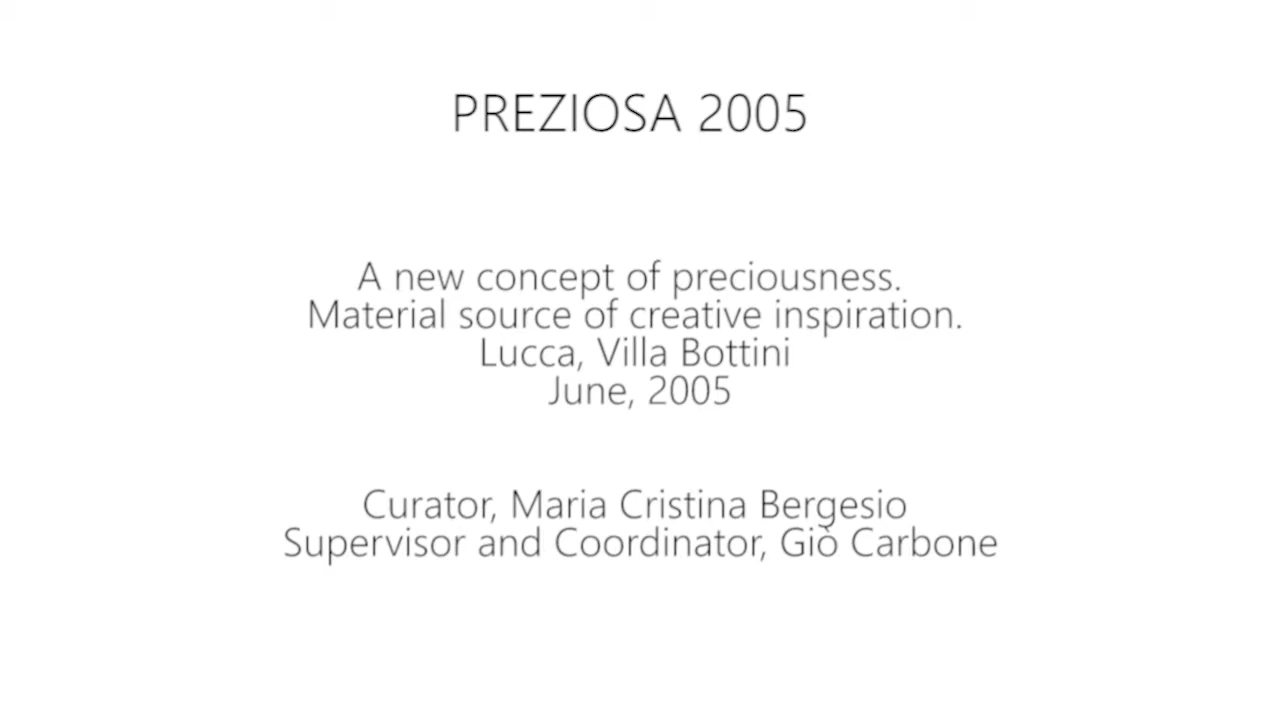 PREZIOSA 2005
A new concept of preciousness.
Material source of creative inspiration.
Lucca, Villa Bottini
June, 2005
Curator, Maria Cristina Bergesio
Supervisor and Coordinator, Giò Carbone